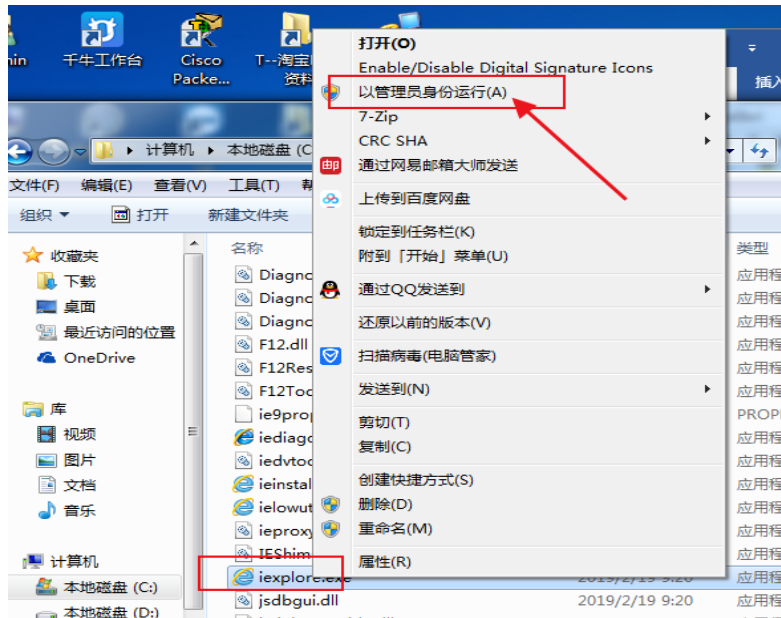 千牛工作台
Cisco
Packe...
T--淘宝
资料
插入
计算机
本地磁盘 (C
文件(F)
编辑(E)
查看(V)
工具(T)
组织
打开
新建文件夹
打开(O)
Enable/Disable Digital Signature Icons
以管理员身份运行(A)
7-Zip
CRC SHA
通过网易邮箱大师发送
上传到百度网盘
锁定到任务栏(K)
附到「开始」菜单(U)
通过QQ发送到
还原以前的版本(V)
扫描病毒(电脑管家)
发送到(N)
剪切(T)
复制(C)
创建快捷方式(S)
删除(D)
重命名(M)
属性(R)
收藏夹
下载
桌面
最近访问的位置
OneDrive
库
视频
图片
文档
音乐
计算机
本地磁盘 (C:)
本地磁盘 (D:)
名称
Diagno
Diagno
Diagno
F12.dll
F12Res
F12Too
ie9prop
iediagc
iedvtoo
ieinstal
ielowut
ieproxy
IEShim
iexplore.exe
2019/2/19 9:20
jsdbgui.dll
2019/2/19 9:20
类型
应用程
应用程
应用程
应用程
应用程
应用程
PROPI
应用程
应用程
应用程
应用程
应用程
应用程
应用程
应用程